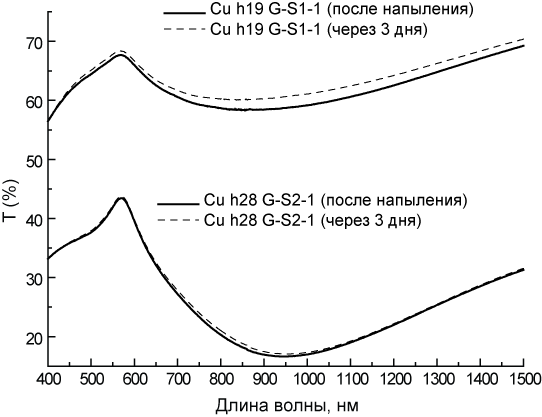 Cu h19 G-S1-1 (после напыления)
Cu h19 G-S1-1 (через 3 дня)
70
60
50
40
30
20
T (%)
Cu h28 G-S2-1 (после напыления)
Cu h28 G-S2-1 (через 3 дня)
400 500 600 700 800 900 1000 1100 1200 1300 1400 1500
Длина волны, нм